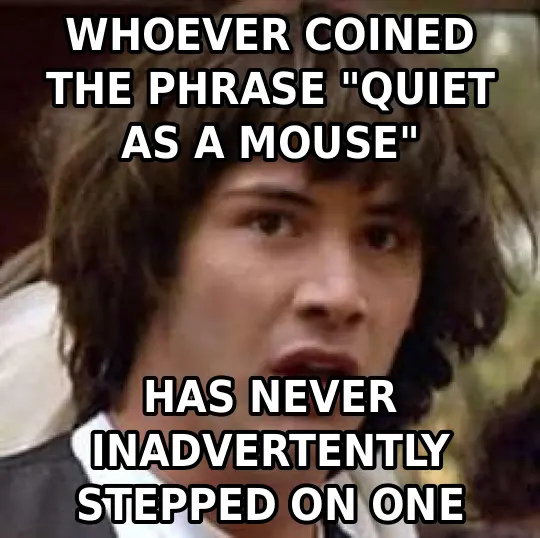 WHOEVER COINED
THE PHRASE "QUIET
AS A MOUSE"
HAS NEVER
INADVERTENTLY
STEPPED ON ONE